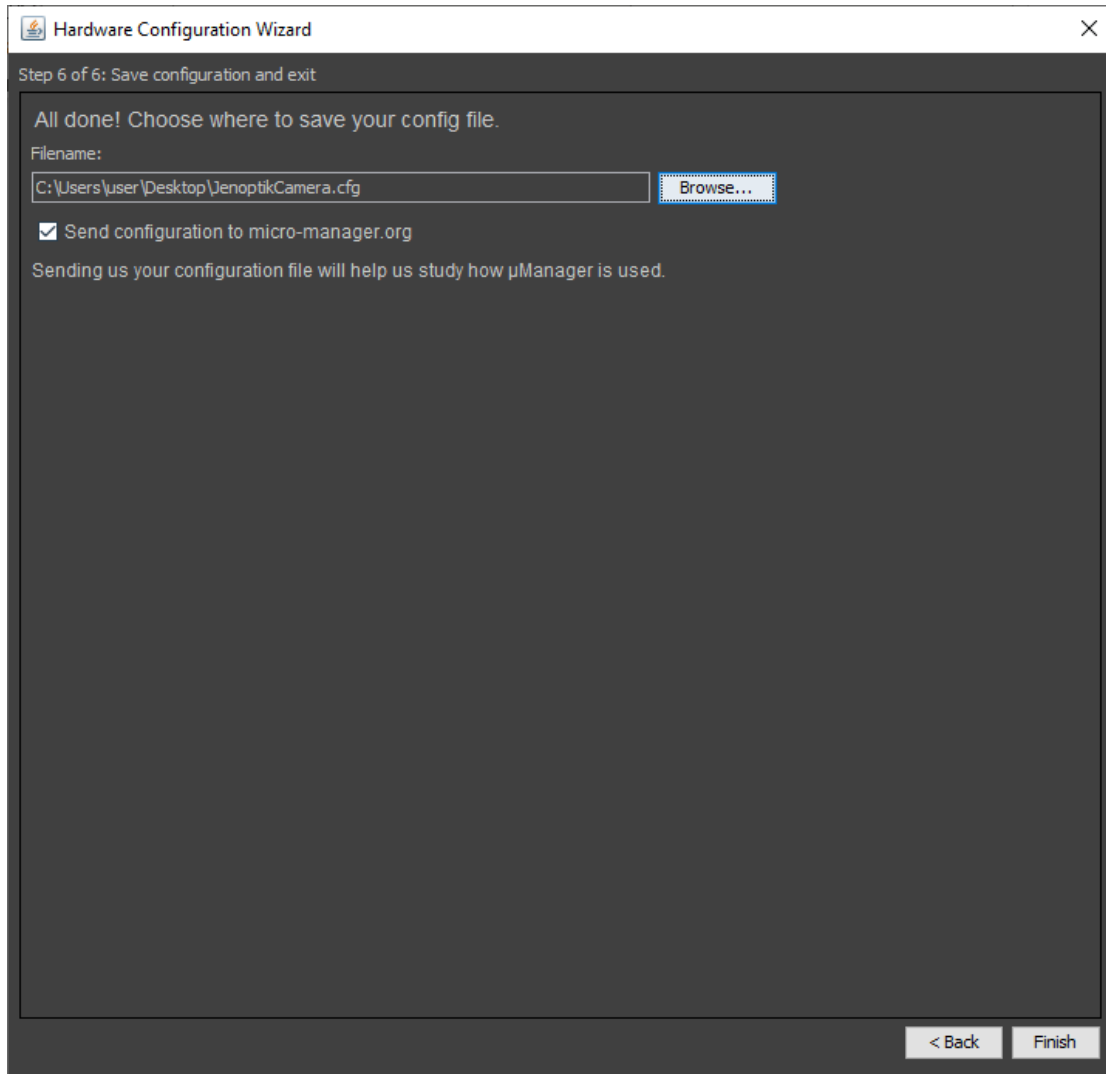 Hardware Configuration Wizard
Step 6 of 6: Save configuration and exit
All done! Choose where to save your config file.
Filename:
C:\Users\user\Desktop\JenoptikCamera.cfg
Browse...
Send configuration to micro-manager.org
Sending us your configuration file will help us study how µManager is used.
< Back Finish